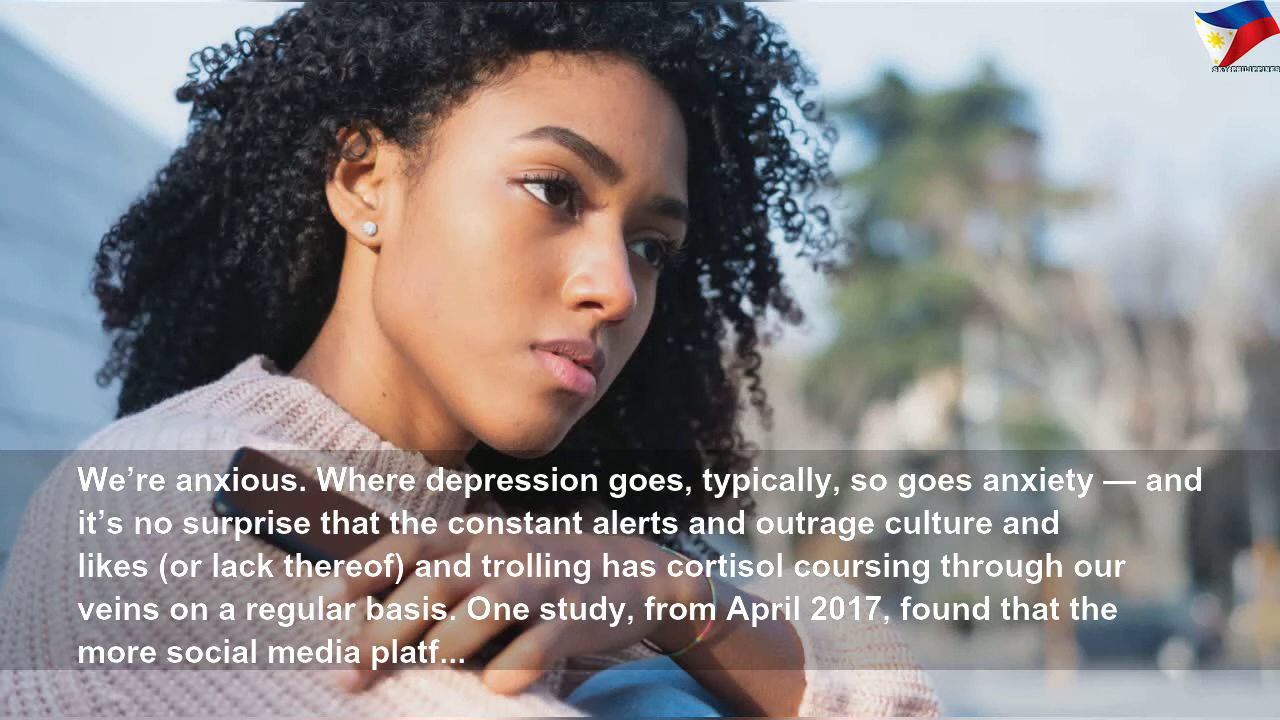 SKYPHILIPPINES
We’re anxious. Where depression goes, typically, so goes anxiety — and
it’s no surprise that the constant alerts and outrage culture and
likes (or lack thereof) and trolling has cortisol coursing through our
veins on a regular basis. One study, from April 2017, found that the
more social media platf...